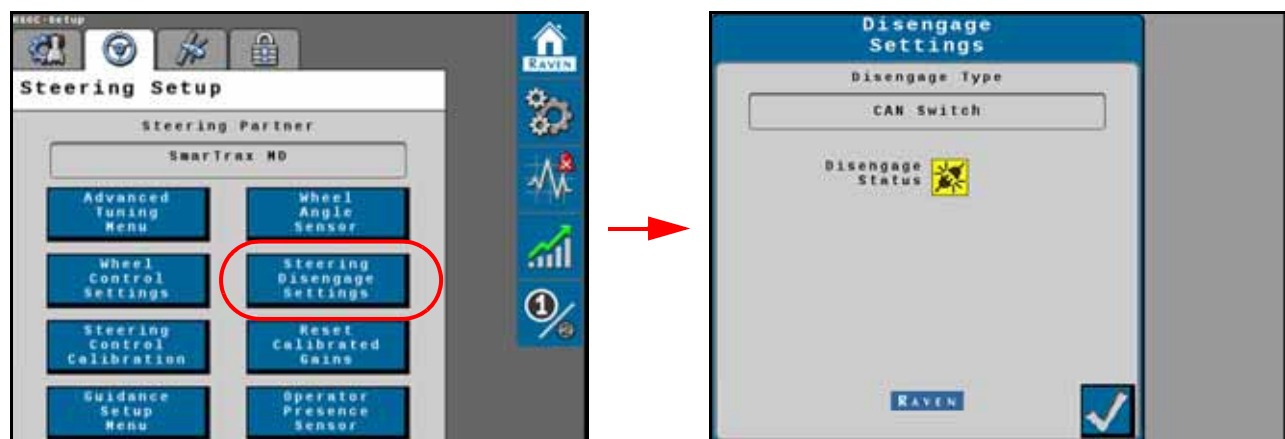 RSGC-Setup
Steering Setup
Steering Partner
SmarTrax MD
Advanced
Tuning
Menu
Wheel
Angle
Sensor
Wheel
Control
Settings
Steering
Disengage
Settings
Steering
Control
Calibration
Reset
Calibrated
Gains
Guidance
Setup
Menu
Operator
Presence
Sensor
RAVEN
1
Disengage
Settings
Disengage Type
CAN Switch
Disengage
Status
RAVEN